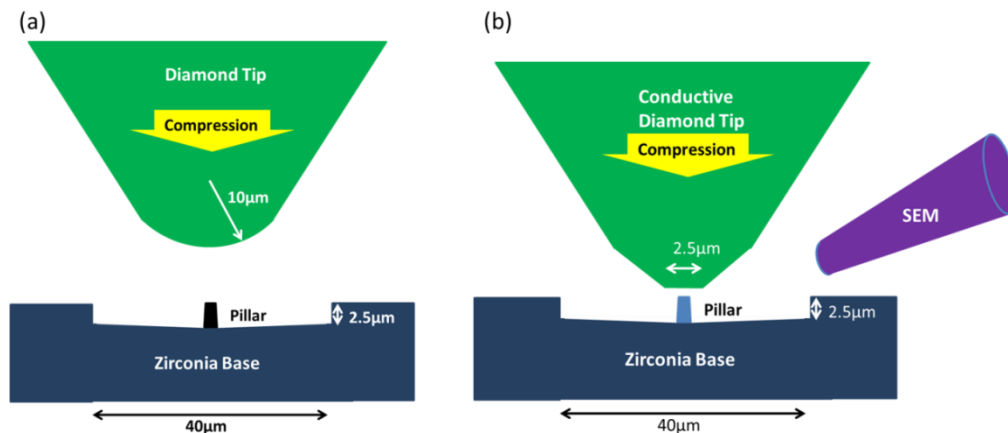 (a)
Diamond Tip
Compression
10μm
Pillar
2.5μm
Zirconia Base
40μm
(b)
Conductive
Diamond Tip
Compression
SEM
2.5μm
Pillar
2.5μm
Zirconia Base
40μm